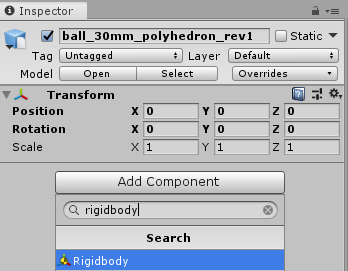 Inspector
ball_30mm_polyhedron_rev1 Static
Tag Untagged Layer Default
Model Open Select Overrides
Transform
Position X 0 Y 0 Z 0
Rotation X 0 Y 0 Z 0
Scale X 1 Y 1 Z 1
Add Component
rigidbody
Search
Rigidbody